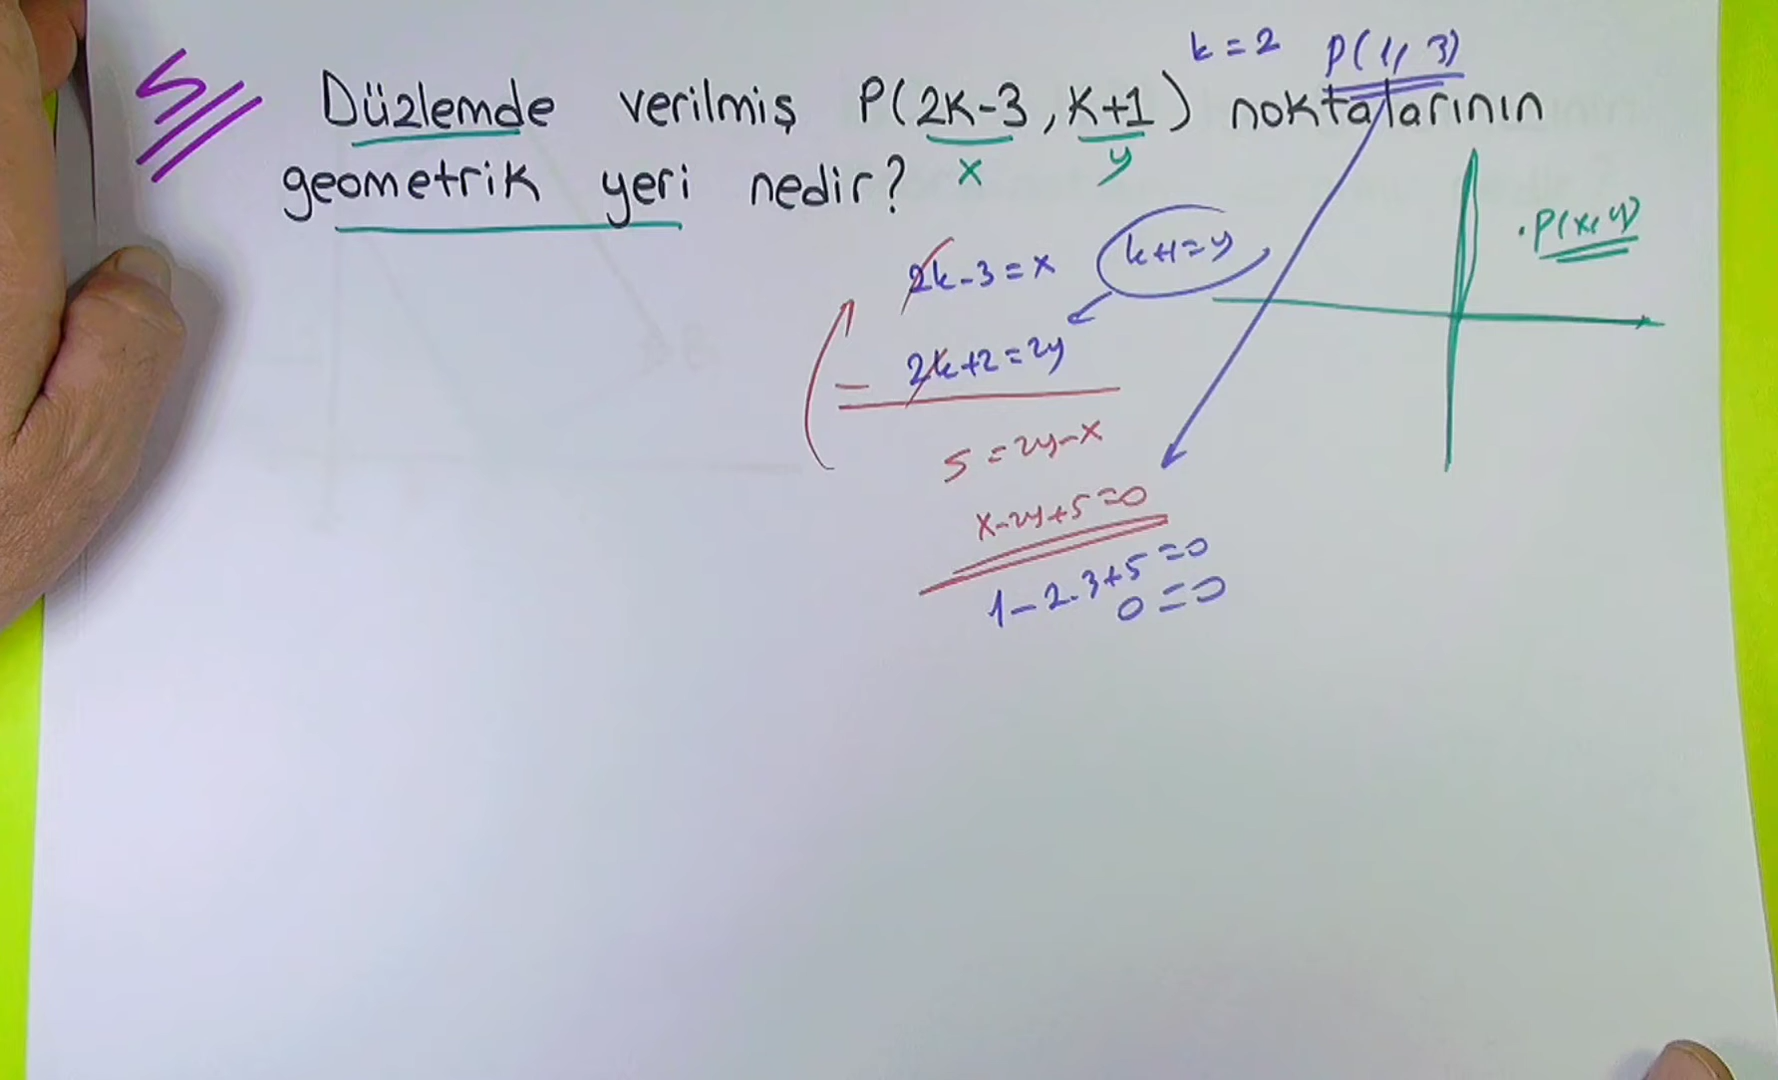 k=2 P(1, 3)
Düzlemde verilmiş P(2K-3, K+1) noktalarının
geometrik yeri nedir?
x y
.P(x,y)
2k-3=x k+1=y
- 2k+2=2y
5=2y-x
x-2y+5=0
1-2.3+5=0
0=0